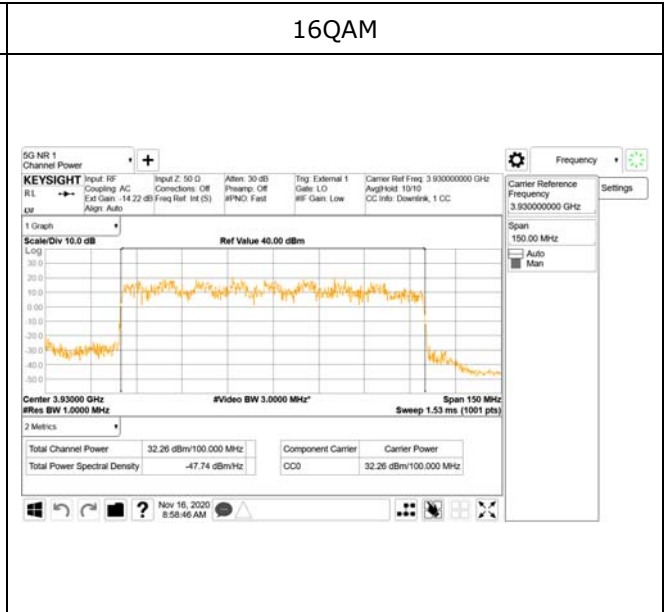 16QAM
5G NR 1
Channel Power
+
Frequency
KEYSIGHT Input: RF Input Z: 50 Ω Atten: 30 dB Trig: External 1 Carrier Ref Freq: 3.930000000 GHz
RL Coupling: AC Corrections: Off Preamp: Off Gate: LO Avg|Hold: 10/10
Ext Gain: -14.22 dB Freq Ref: Int (S) #PNO: Fast #IF Gain: Low CC Info: Downlink, 1 CC
Align: Auto
Carrier Reference Frequency
3.930000000 GHz
Settings
Span
150.00 MHz
Auto
Man
1 Graph
Scale/Div 10.0 dB Ref Value 40.00 dBm
Log
30.0
20.0
10.0
0.00
-10.0
-20.0
-30.0
-40.0
-50.0
Center 3.93000 GHz #Video BW 3.0000 MHz* Span 150 MHz
#Res BW 1.0000 MHz Sweep 1.53 ms (1001 pts)
2 Metrics
Total Channel Power 32.26 dBm/100.000 MHz Component Carrier Carrier Power
Total Power Spectral Density -47.74 dBm/Hz CC0 32.26 dBm/100.000 MHz
? Nov 16, 2020
8:58:46 AM